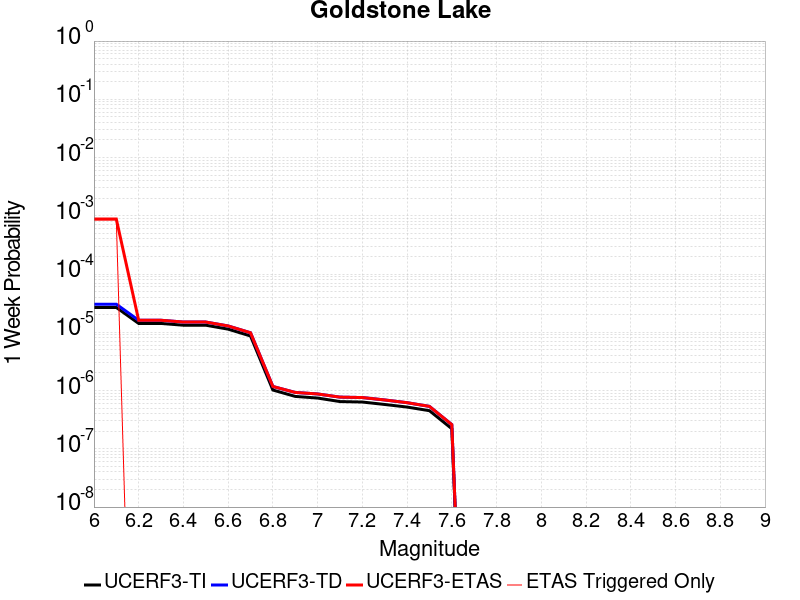 Goldstone Lake
10^0
10^-1
10^-2
10^-3
10^-4
10^-5
10^-6
10^-7
10^-8
1 Week Probability
6 6.2 6.4 6.6 6.8 7 7.2 7.4 7.6 7.8 8 8.2 8.4 8.6 8.8 9
Magnitude
UCERF3-TI UCERF3-TD UCERF3-ETAS ETAS Triggered Only